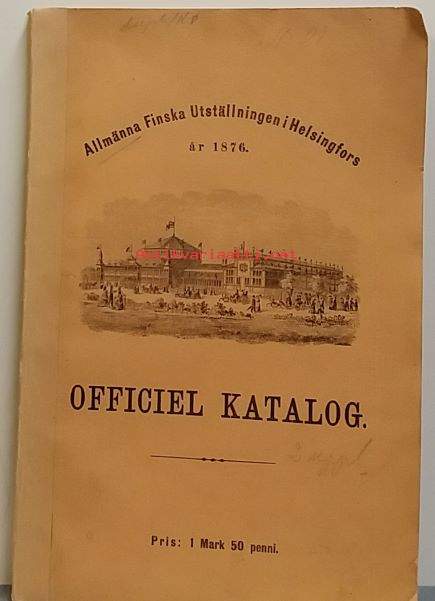 Allmänna Finska Utställningen i Helsingfors
år 1876.
OFFICIEL KATALOG.
Pris: 1 Mark 50 penni.